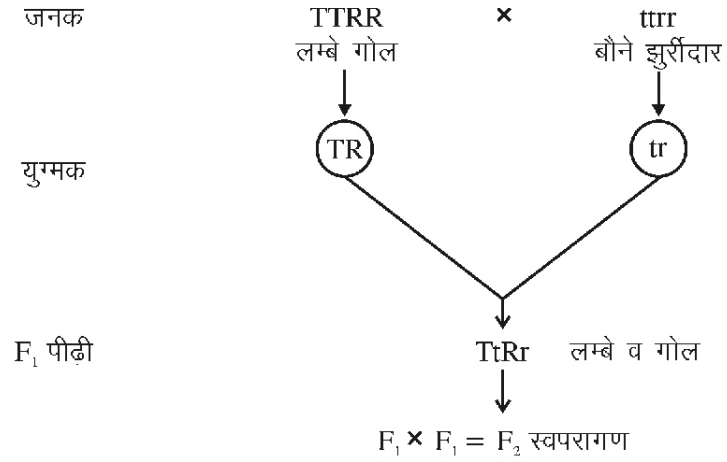 जनक TTRR × ttrr
लम्बे गोल बौने झुर्रीदार
TR tr
युग्मक
F₁ पीढ़ी TtRr लम्बे व गोल
F₁ × F₁ = F₂ स्वपरागण